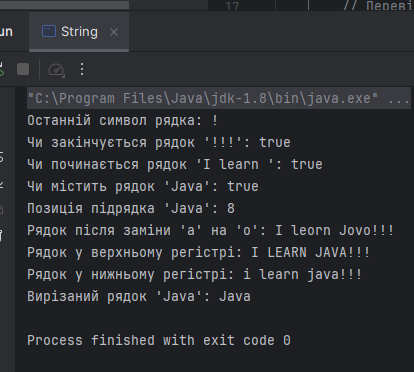 17 // Переві
un String ×
"C:\Program Files\Java\jdk-1.8\bin\java.exe" ...
Останній символ рядка: !
Чи закінчується рядок '!!!': true
Чи починається рядок 'I learn ': true
Чи містить рядок 'Java': true
Позиція підрядка 'Java': 8
Рядок після заміни 'a' на 'o': I leorn Jovo!!!
Рядок у верхньому регістрі: I LEARN JAVA!!!
Рядок у нижньому регістрі: i learn java!!!
Вирізаний рядок 'Java': Java
Process finished with exit code 0